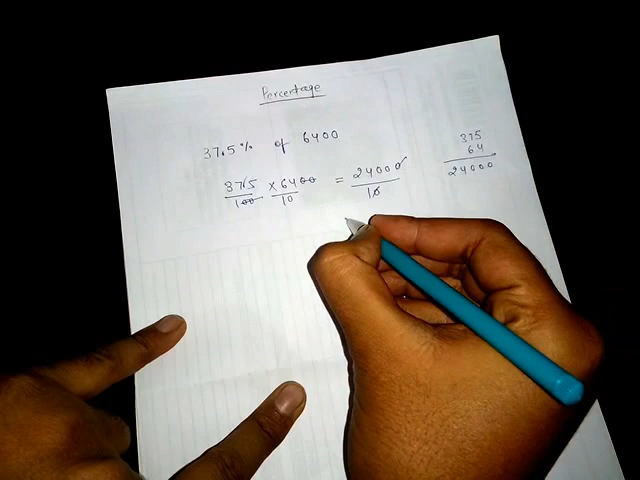 Percentage
37.5% of 6400
375/100 × 6400/10 = 24000/10
375
64
24000